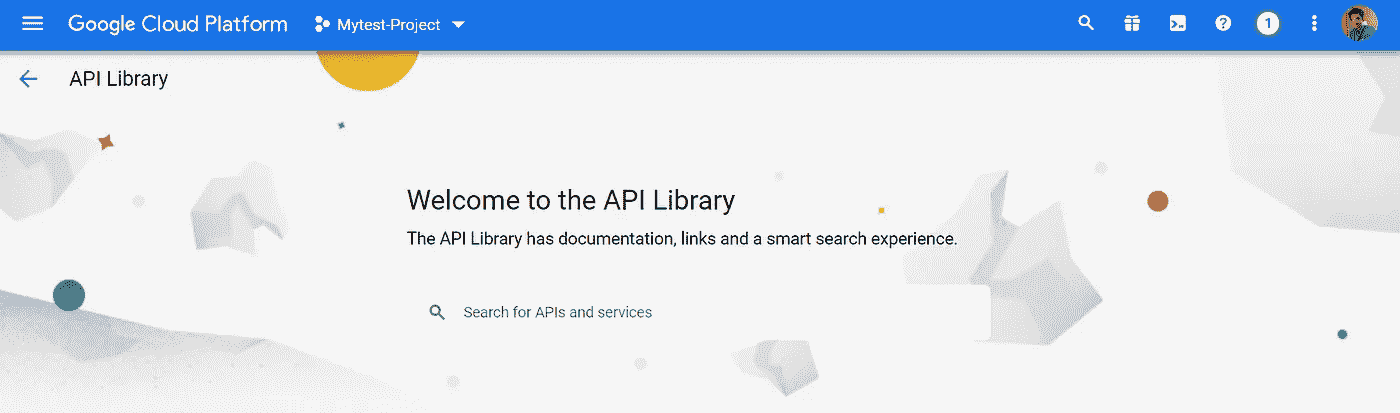 Google Cloud Platform
Mytest-Project
1
API Library
Welcome to the API Library
The API Library has documentation, links and a smart search experience.
Search for APIs and services